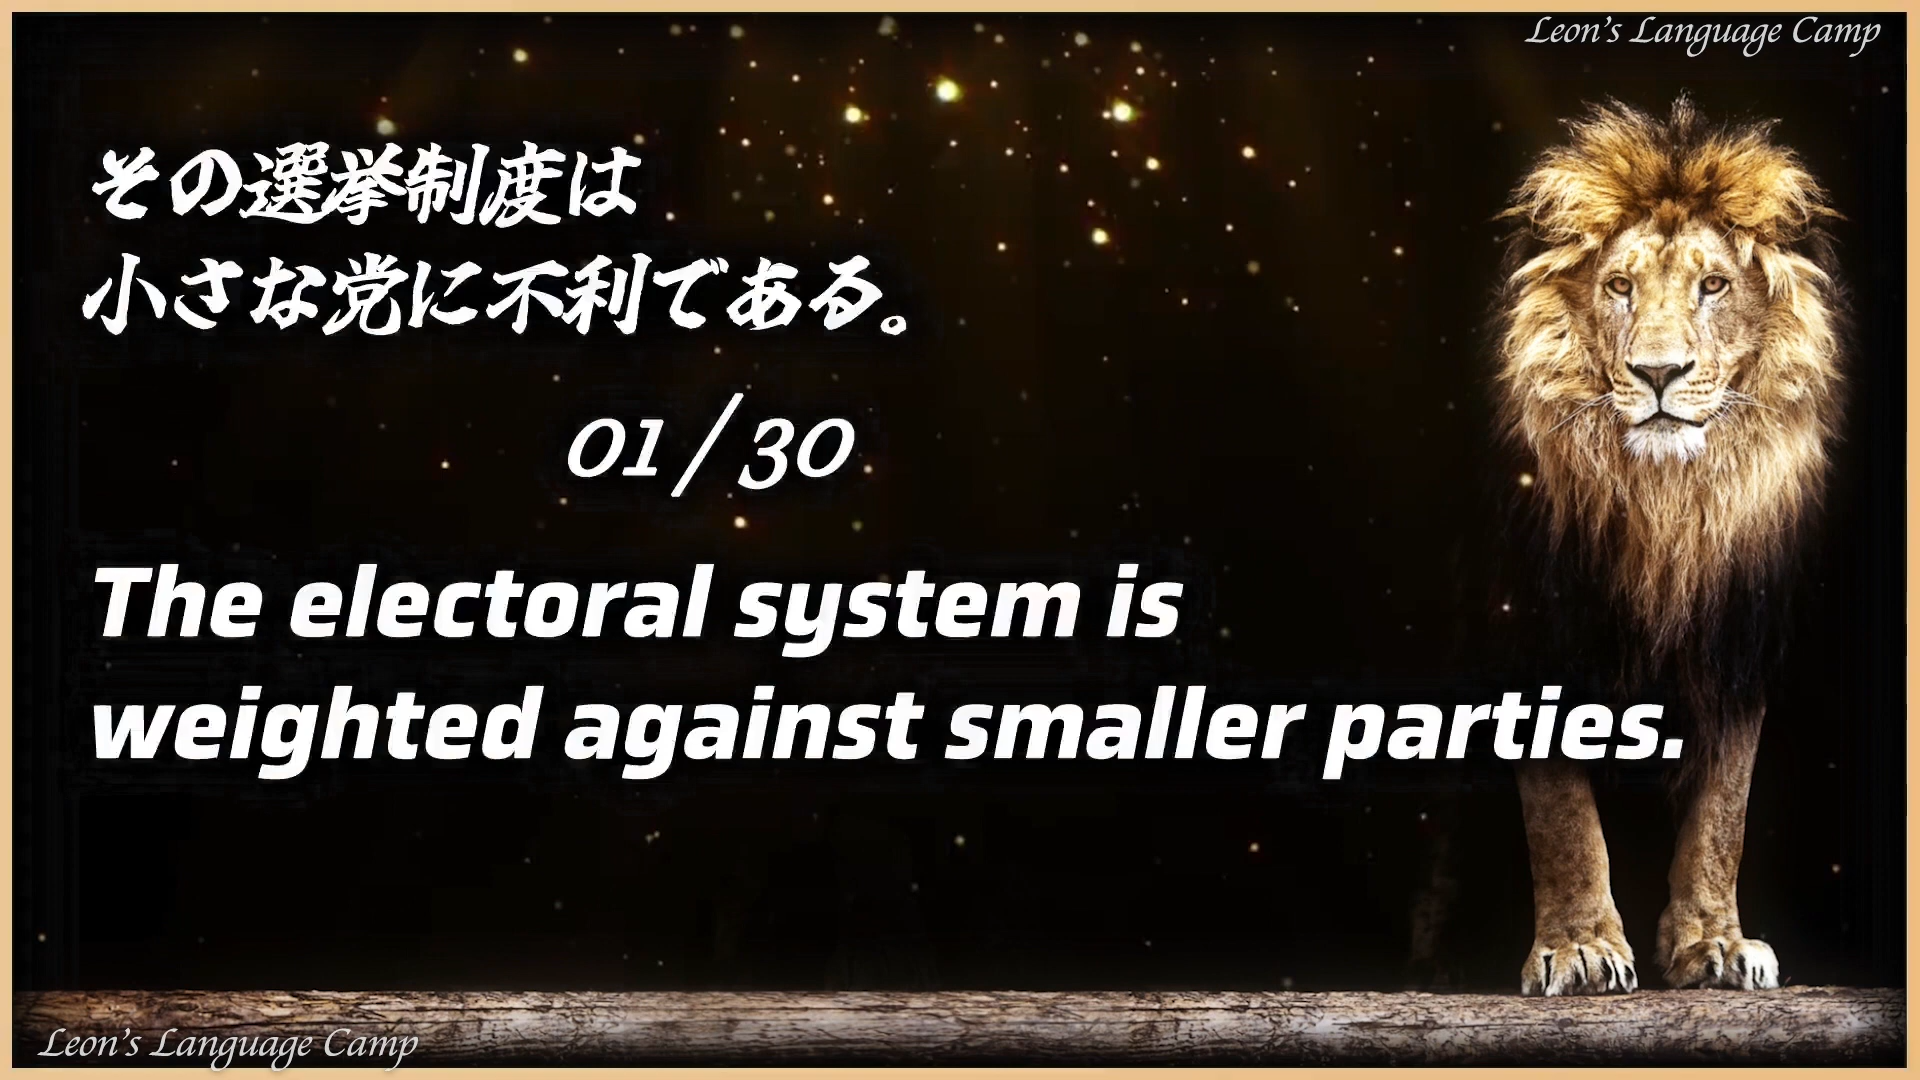 Leon's Language Camp
その選挙制度は
小さな党に不利である。
01/30
The electoral system is
weighted against smaller parties.
Leon's Language Camp